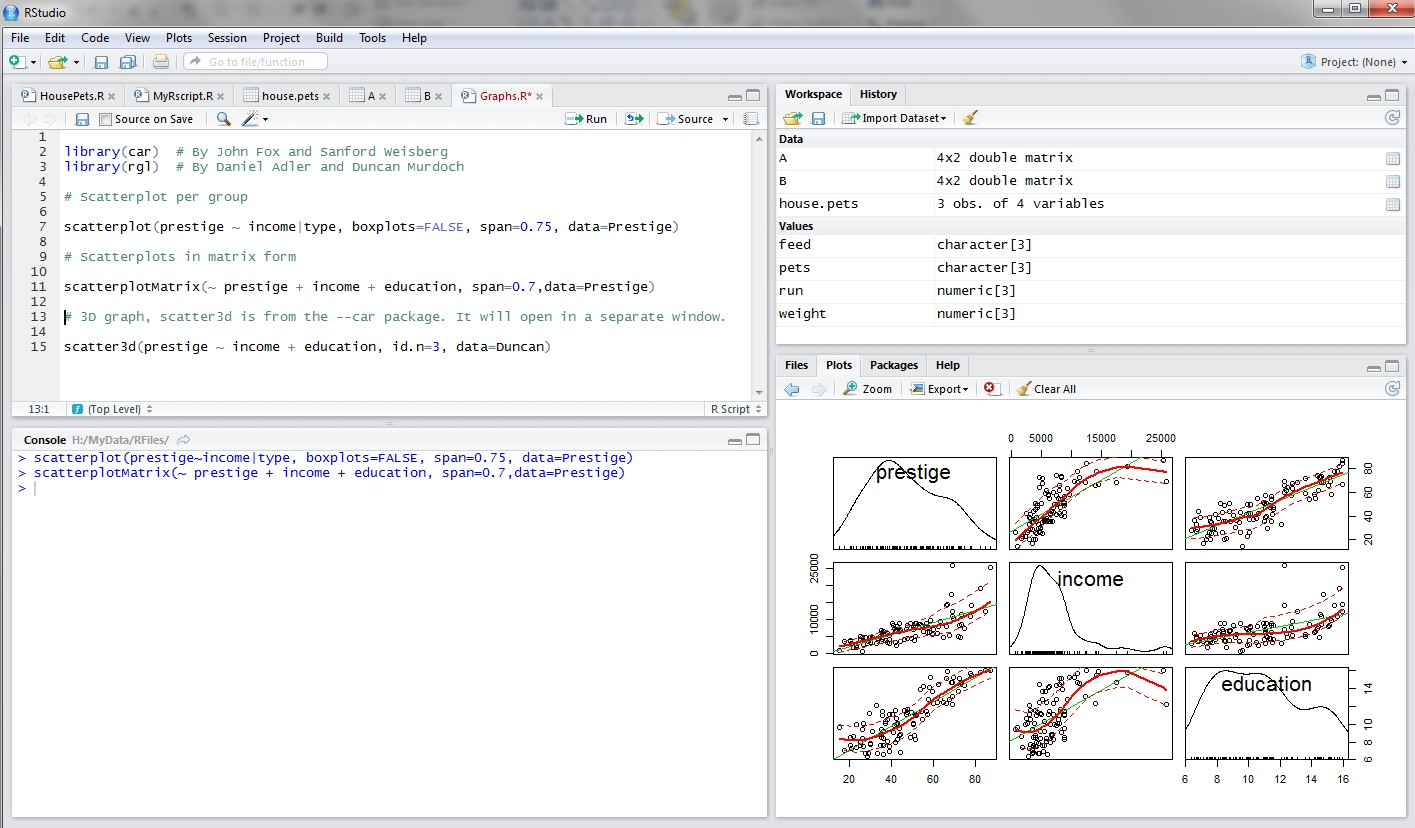 RStudio
File Edit Code View Plots Session Project Build Tools Help
Go to file/function
Project: (None)
HousePets.R MyRscript.R house.pets A B Graphs.R*
Source on Save Run Source
1
2 library(car)  # By John Fox and Sanford Weisberg
3 library(rgl)  # By Daniel Adler and Duncan Murdoch
4
5 # Scatterplot per group
6
7 scatterplot(prestige ~ income|type, boxplots=FALSE, span=0.75, data=Prestige)
8
9 # Scatterplots in matrix form
10
11 scatterplotMatrix(~ prestige + income + education, span=0.7,data=Prestige)
12
13 # 3D graph, scatter3d is from the --car package. It will open in a separate window.
14
15 scatter3d(prestige ~ income + education, id.n=3, data=Duncan)
13:1 (Top Level) R Script
Console H:/MyData/RFiles/
> scatterplot(prestige~income|type, boxplots=FALSE, span=0.75, data=Prestige)
> scatterplotMatrix(~ prestige + income + education, span=0.7,data=Prestige)
>
Workspace History
Import Dataset
Data
A 4x2 double matrix
B 4x2 double matrix
house.pets 3 obs. of 4 variables
Values
feed character[3]
pets character[3]
run numeric[3]
weight numeric[3]
Files Plots Packages Help
Zoom Export Clear All
0 5000 15000 25000
prestige
20 40 60 80
0 10000 25000
income
education
6 8 10 14
20 40 60 80
6 8 10 12 14 16